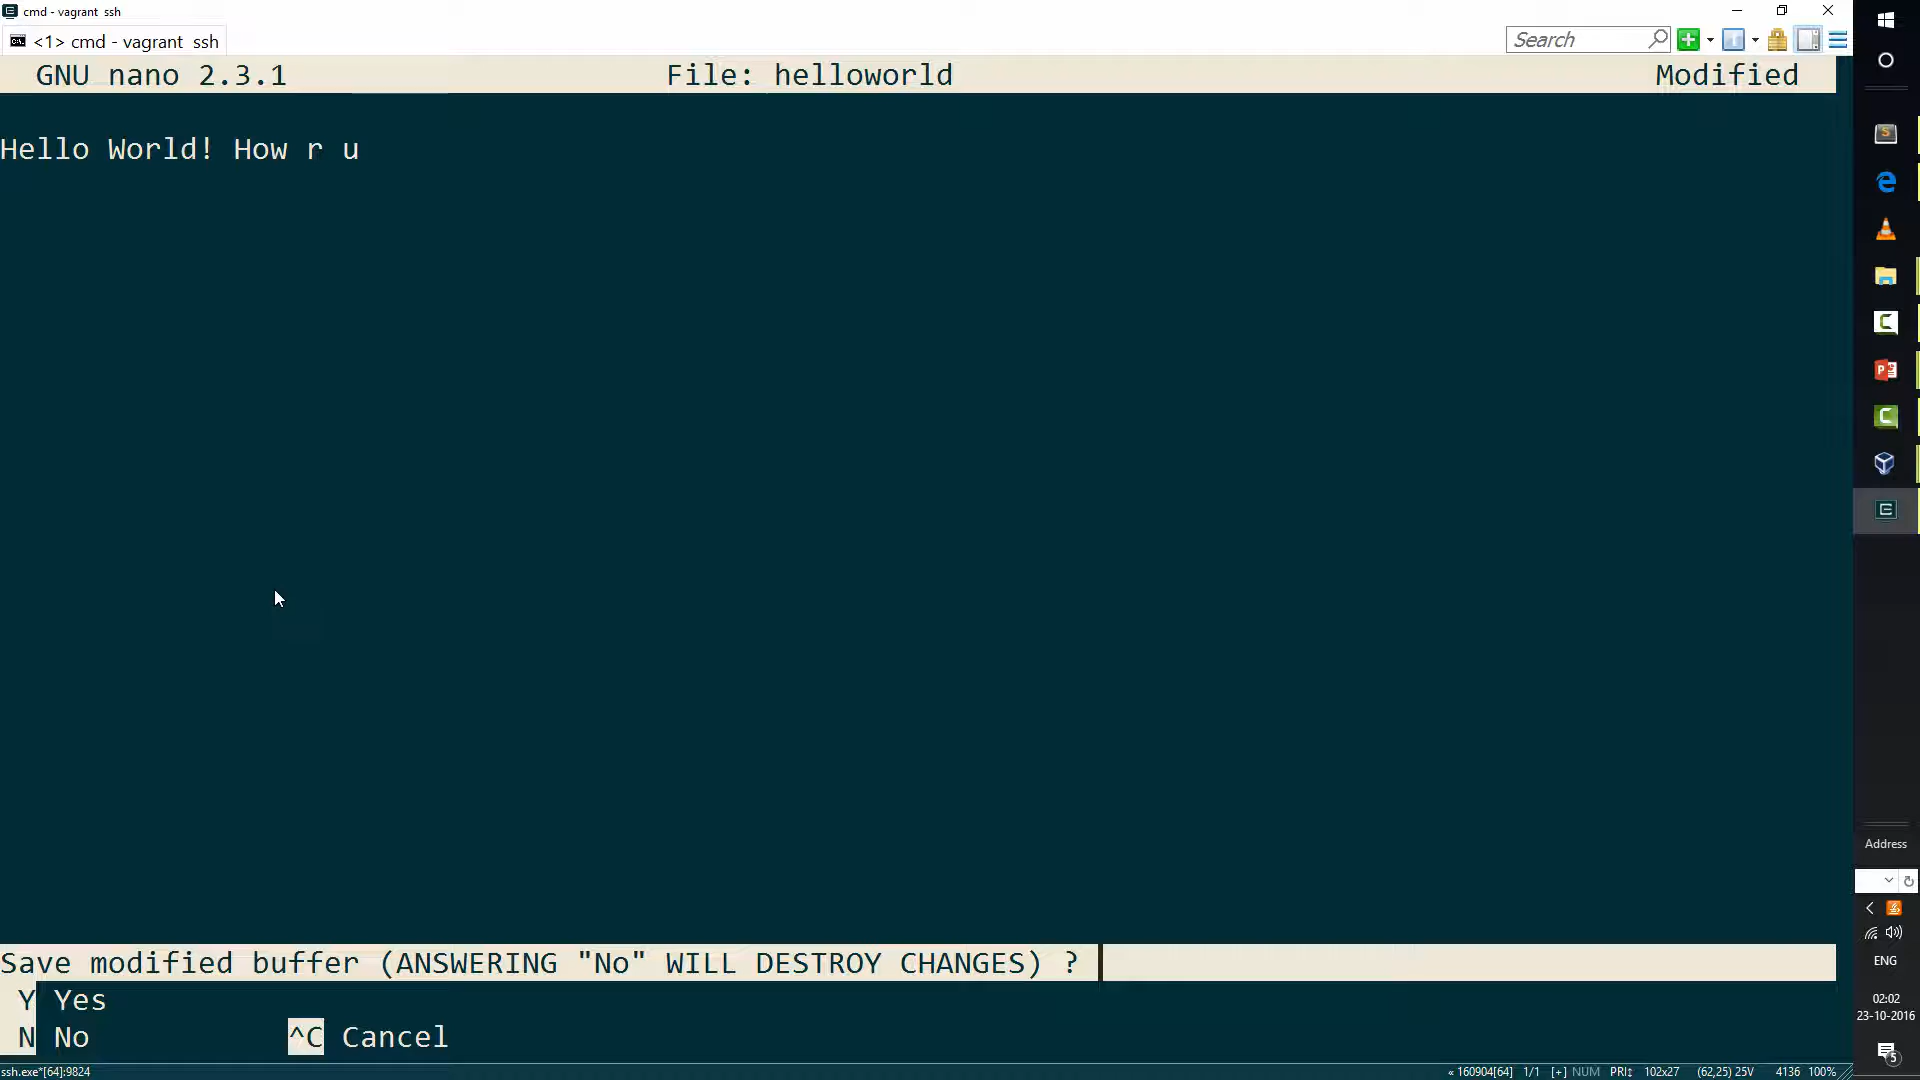 cmd - vagrant ssh
<1> cmd - vagrant ssh
Search
GNU nano 2.3.1 File: helloworld Modified
Hello World! How r u
Save modified buffer (ANSWERING "No" WILL DESTROY CHANGES) ?
Y Yes
N No ^C Cancel
ssh.exe*[64]:9824 « 160904[64] 1/1 [+] NUM PRI↕ 102x27 (62,25) 25V 4136 100%
Address
ENG
02:02
23-10-2016
5